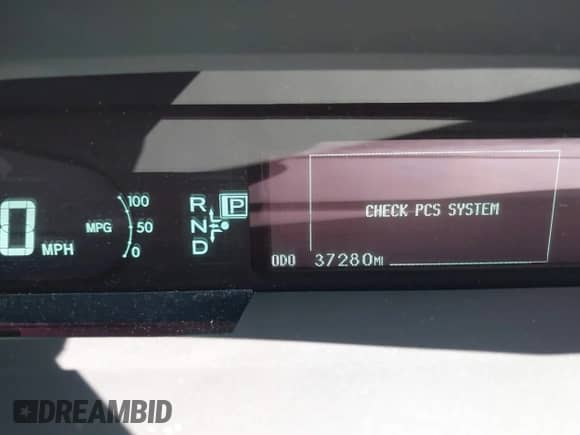 CHECK PCS SYSTEM
0 MPH
MPG
100
50
0
R
N
D
P
ODO 37280MI
DREAMBID